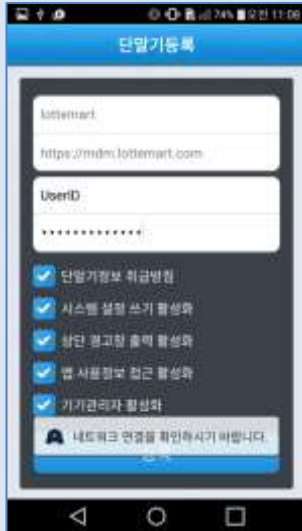 74% 오전 11:08
단말기등록
lottemart
https://mdm.lottemart.com
UserID
•••••••••••••
단말기정보 취급방침
시스템 설정 쓰기 활성화
상단 경고창 출력 활성화
앱 사용정보 접근 활성화
기기관리자 활성화
네트워크 연결을 확인하시기 바랍니다.